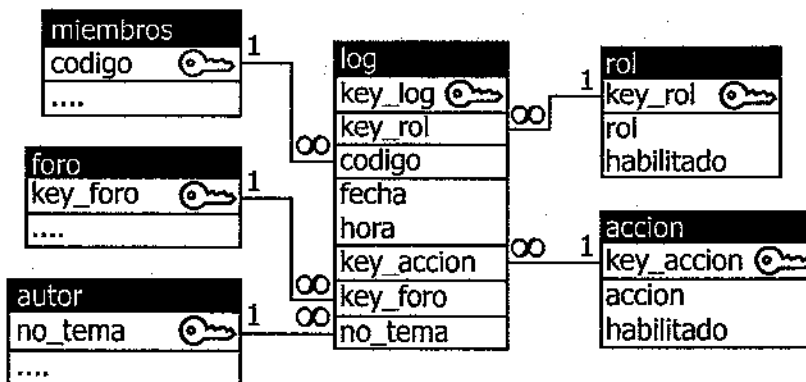 miembros
codigo
....
1
∞
foro
key_foro
....
1
∞
autor
no_tema
....
1
∞
log
key_log
key_rol
codigo
fecha
hora
key_accion
key_foro
no_tema
rol
key_rol
rol
habilitado
1
∞
accion
key_accion
accion
habilitado
1
∞